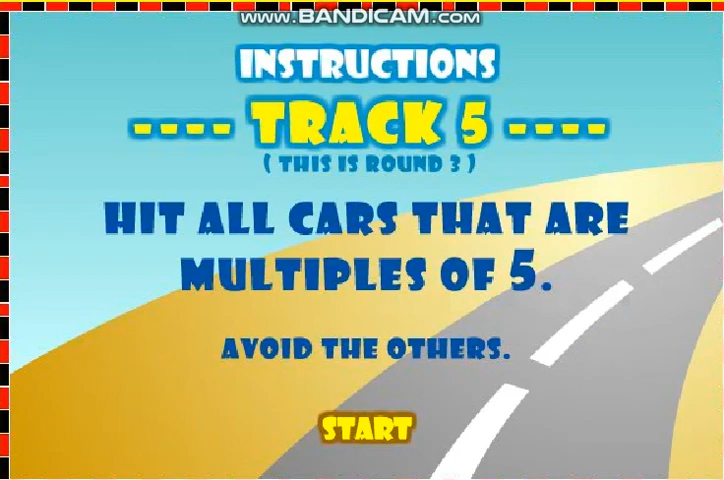 WWW.BANDICAM.COM
INSTRUCTIONS
---- TRACK 5 ----
( THIS IS ROUND 3 )
HIT ALL CARS THAT ARE
MULTIPLES OF 5.
AVOID THE OTHERS.
START